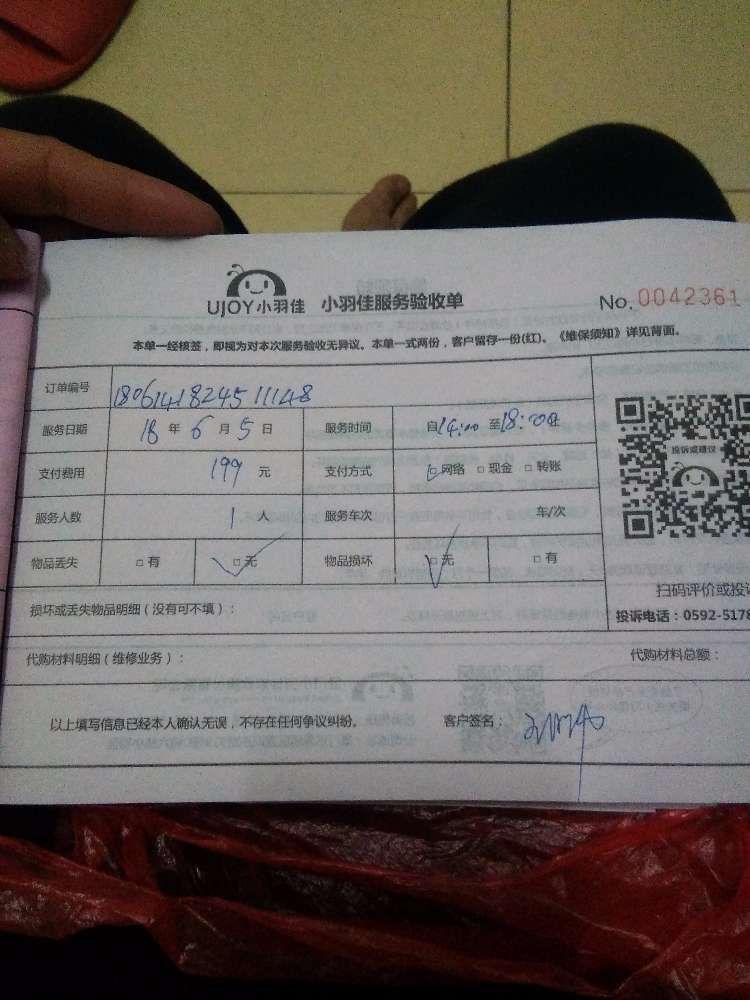 UJOY小羽佳 小羽佳服务验收单 No. 0042361
本单一经核签，即视为对本次服务验收无异议。本单一式两份，客户留存一份(红)。《维保须知》详见背面。
订单编号 180614182451148
服务日期 18 年 6 月 5 日 服务时间 自14:00 至18:00止
投诉或建议
支付费用 199 元 支付方式 □网络 □现金 □转账
服务人数 1 人 服务车次 车/次
物品丢失 □有 □无 物品损坏 □无 □有
扫码评价或投诉
损坏或丢失物品明细（没有可不填）： 投诉电话：0592-5178
代购材料明细（维修业务）： 代购材料总额：
以上填写信息已经本人确认无误，不存在任何争议纠纷。 客户签名：